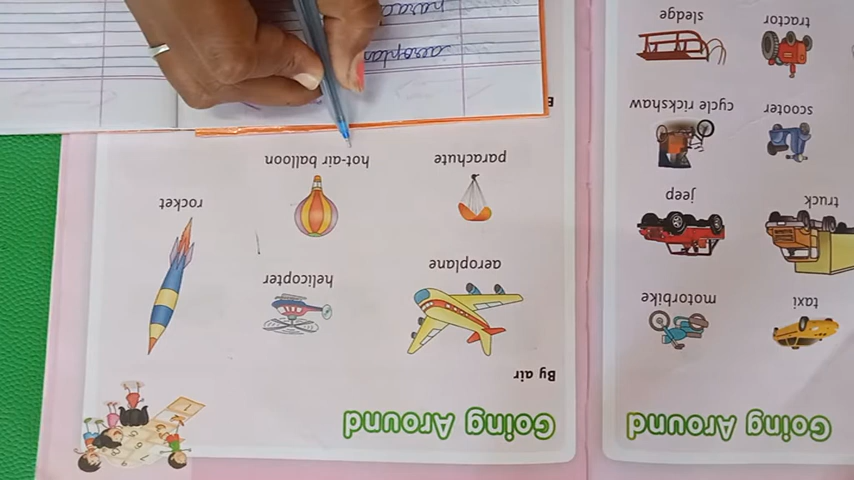 Going Around
By air
aeroplane
helicopter
parachute
hot-air balloon
rocket
Going Around
taxi
motorbike
truck
jeep
scooter
cycle rickshaw
tractor
sledge